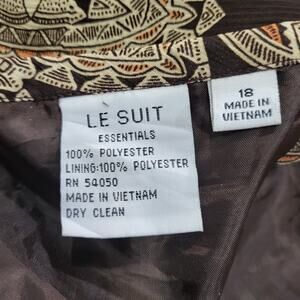 LE SUIT
ESSENTIALS
100% POLYESTER
LINING:100% POLYESTER
RN 54050
MADE IN VIETNAM
DRY CLEAN
18
MADE IN
VIETNAM